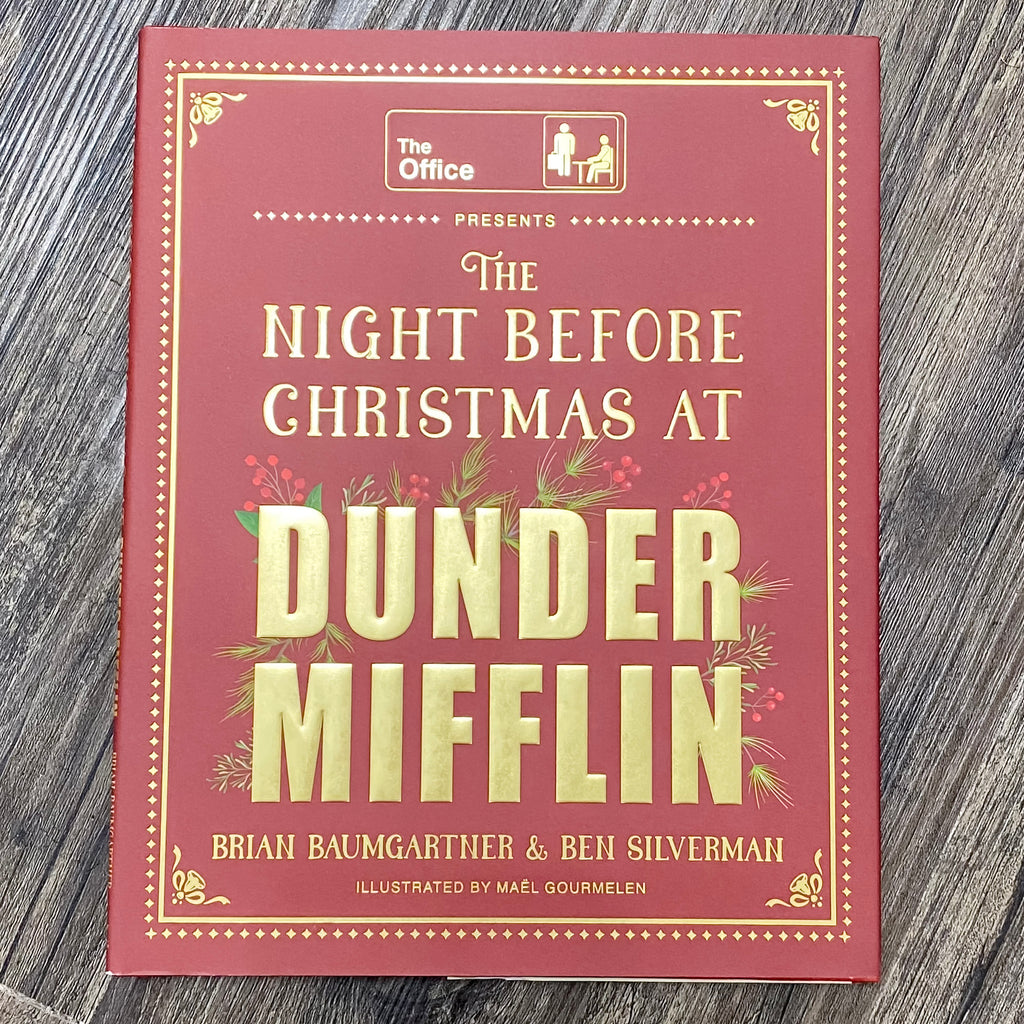 The
Office
PRESENTS
THE
NIGHT BEFORE
CHRISTMAS AT
DUNDER
MIFFLIN
BRIAN BAUMGARTNER & BEN SILVERMAN
ILLUSTRATED BY MAËL GOURMELEN